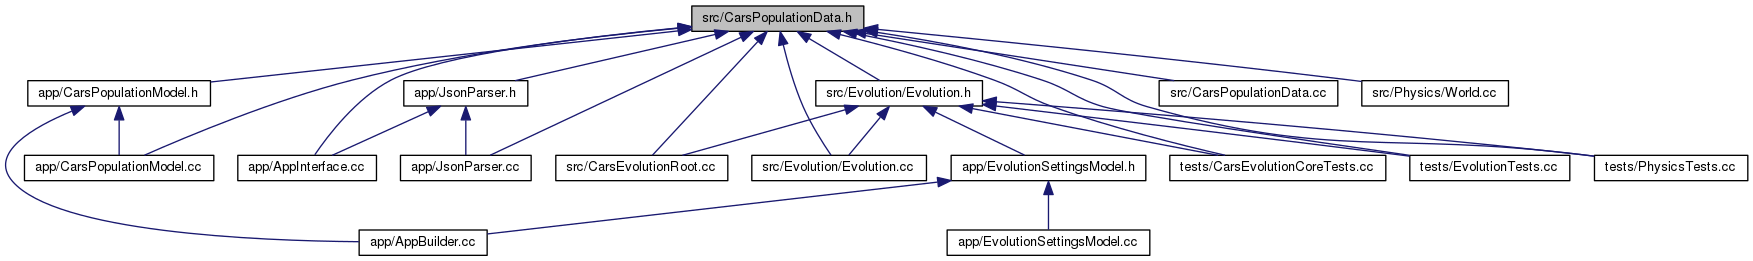 src/CarsPopulationData.h
app/CarsPopulationModel.h
app/JsonParser.h
src/Evolution/Evolution.h
src/CarsPopulationData.cc
src/Physics/World.cc
app/CarsPopulationModel.cc
app/AppInterface.cc
app/JsonParser.cc
src/CarsEvolutionRoot.cc
src/Evolution/Evolution.cc
app/EvolutionSettingsModel.h
tests/CarsEvolutionCoreTests.cc
tests/EvolutionTests.cc
tests/PhysicsTests.cc
app/AppBuilder.cc
app/EvolutionSettingsModel.cc